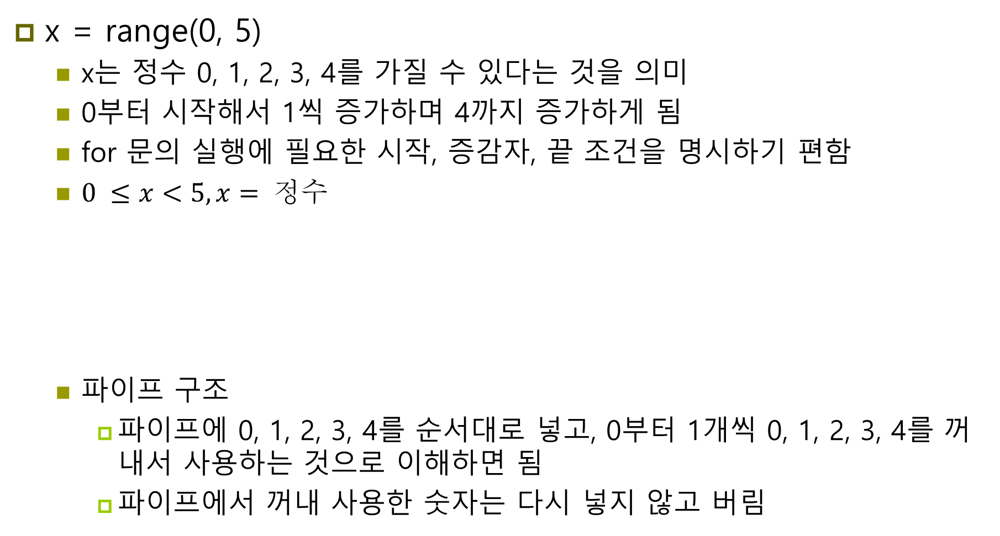 x = range(0, 5)
x는 정수 0, 1, 2, 3, 4를 가질 수 있다는 것을 의미
0부터 시작해서 1씩 증가하며 4까지 증가하게 됨
for 문의 실행에 필요한 시작, 증감자, 끝 조건을 명시하기 편함
0 ≤ x < 5, x = 정수
파이프 구조
파이프에 0, 1, 2, 3, 4를 순서대로 넣고, 0부터 1개씩 0, 1, 2, 3, 4를 꺼
내서 사용하는 것으로 이해하면 됨
파이프에서 꺼내 사용한 숫자는 다시 넣지 않고 버림